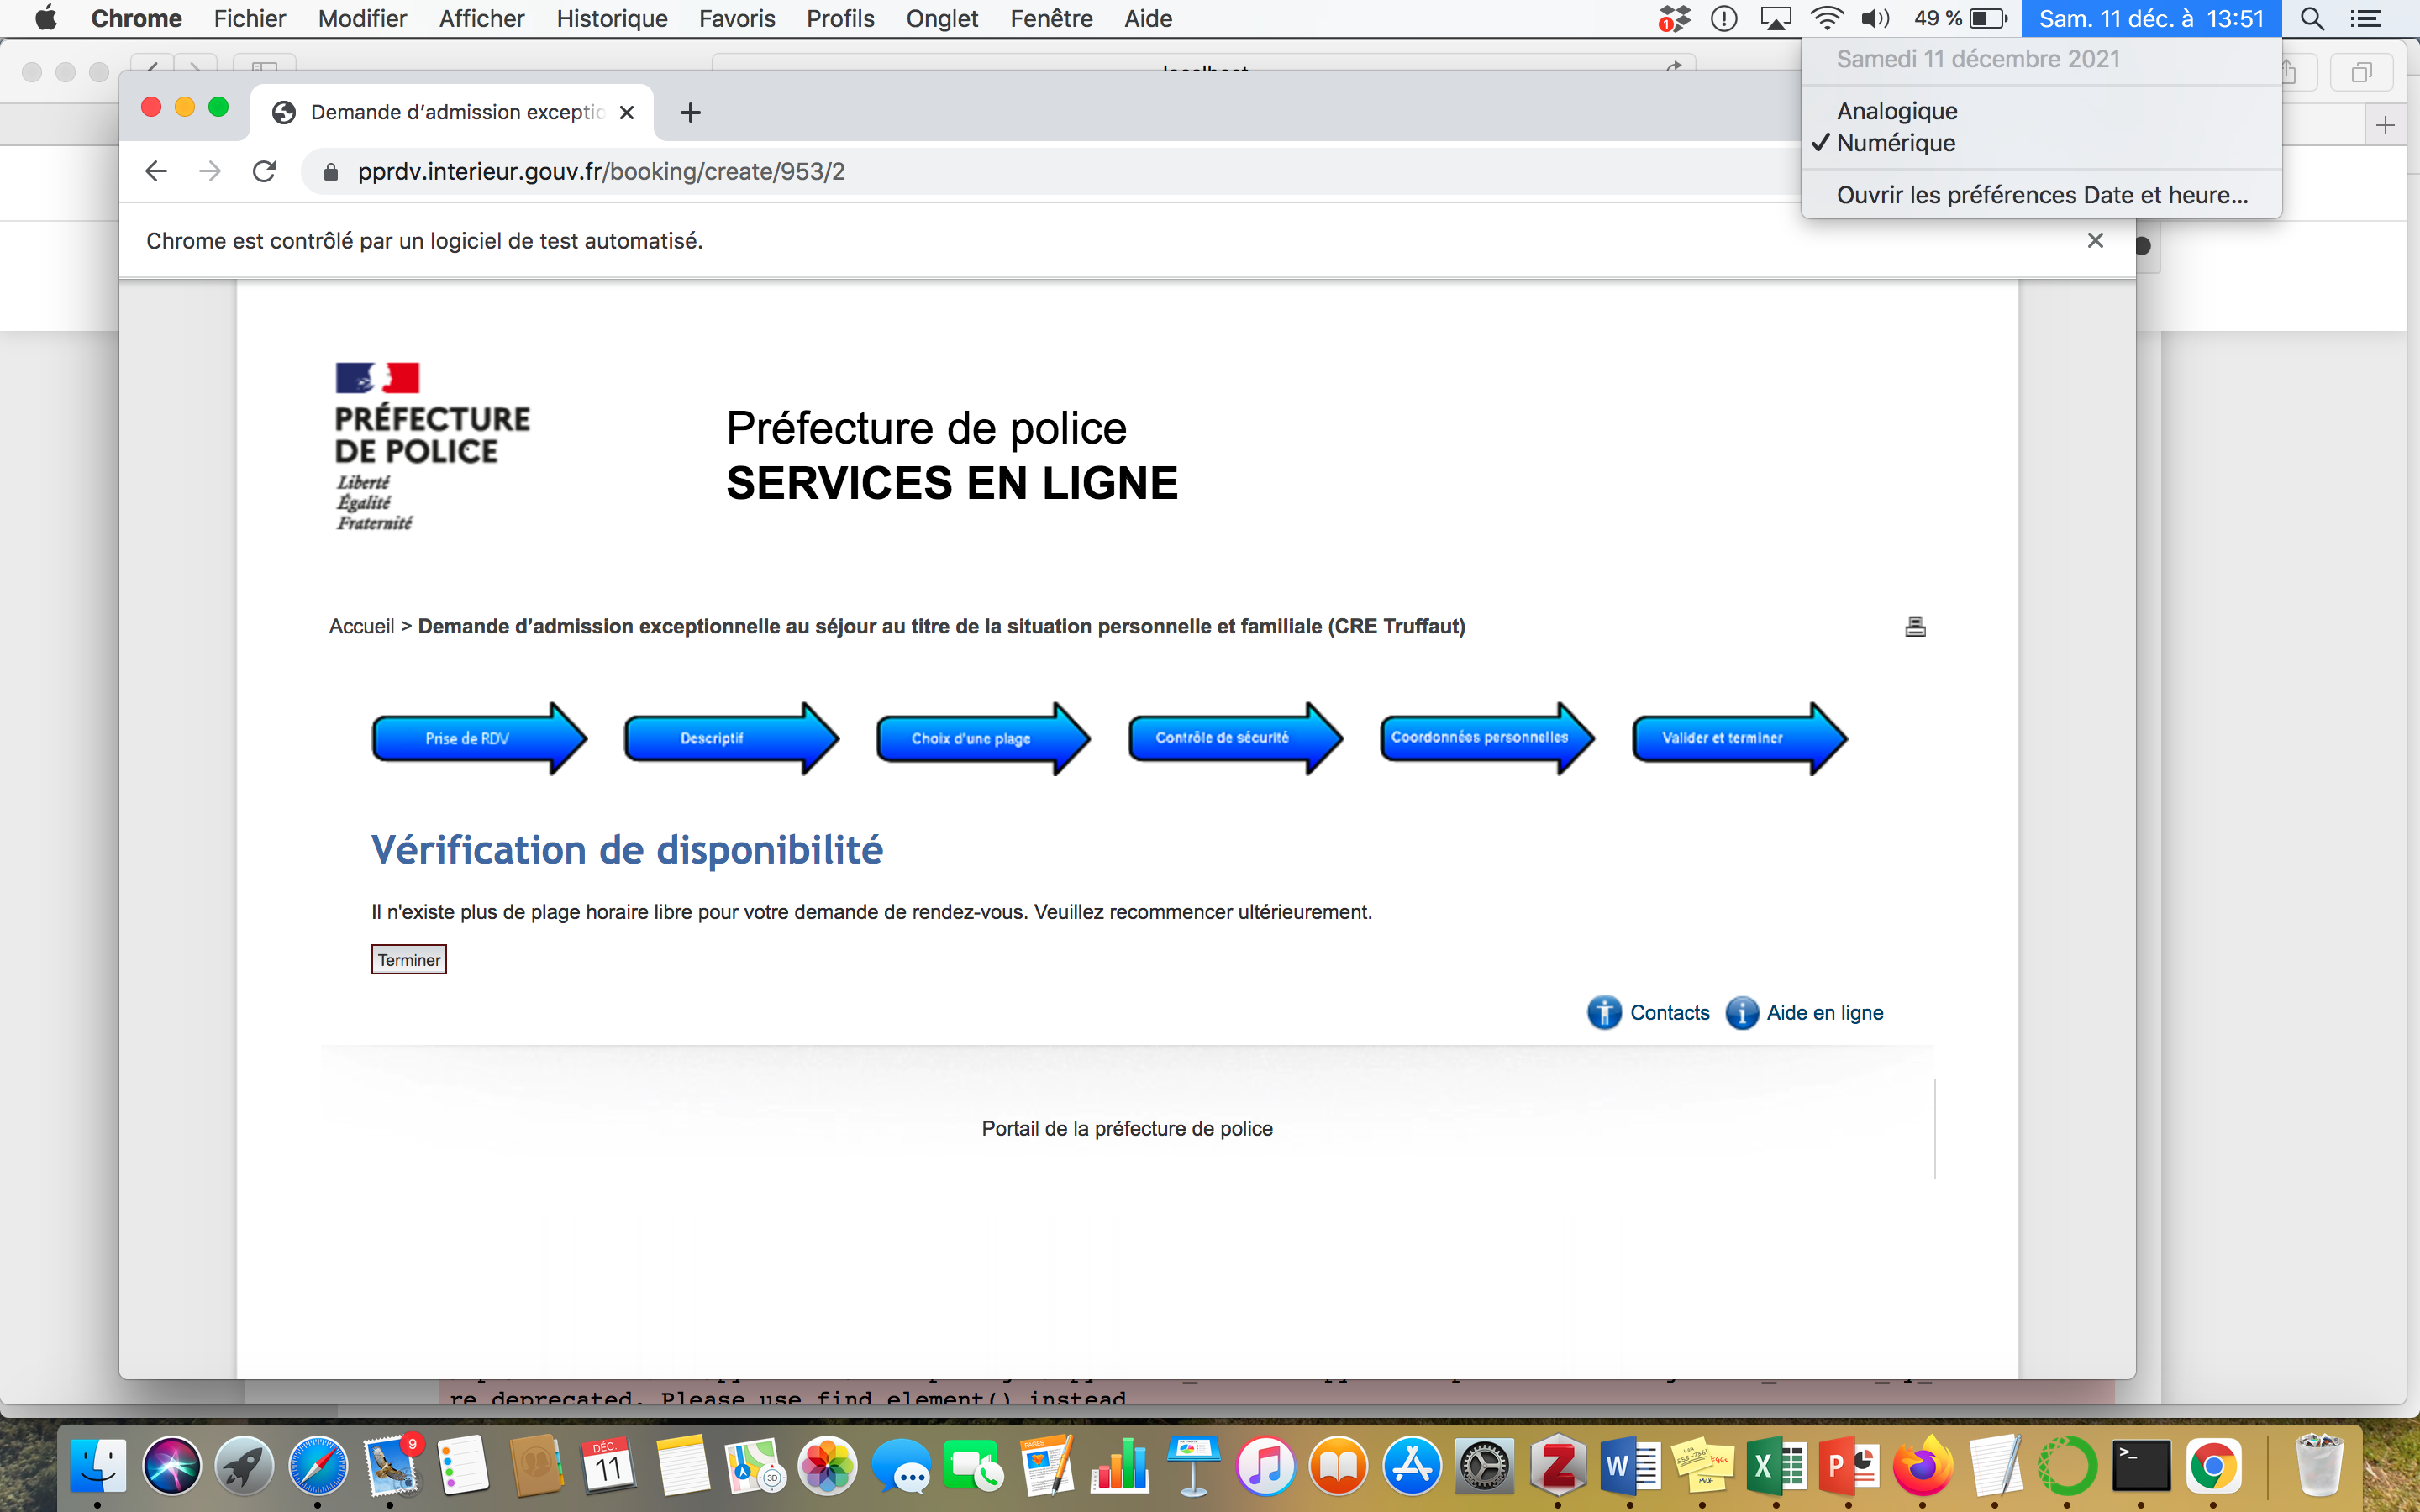 Chrome Fichier Modifier Afficher Historique Favoris Profils Onglet Fenêtre Aide 1 49 % Sam. 11 déc. à 13:51
Samedi 11 décembre 2021
Analogique
✓ Numérique
Ouvrir les préférences Date et heure...
Demande d'admission exceptio
pprdv.interieur.gouv.fr/booking/create/953/2
Chrome est contrôlé par un logiciel de test automatisé.
PRÉFECTURE
DE POLICE
Liberté
Égalité
Fraternité
Préfecture de police
SERVICES EN LIGNE
Accueil > Demande d'admission exceptionnelle au séjour au titre de la situation personnelle et familiale (CRE Truffaut)
Prise de RDV Descriptif Choix d'une plage Contrôle de sécurité Coordonnées personnelles Valider et terminer
Vérification de disponibilité
Il n'existe plus de plage horaire libre pour votre demande de rendez-vous. Veuillez recommencer ultérieurement.
Terminer
Contacts Aide en ligne
Portail de la préfecture de police
re deprecated. Please use find_element() instead
9
DÉC.
11
3D
PAGES
Z
W
X
P
>_